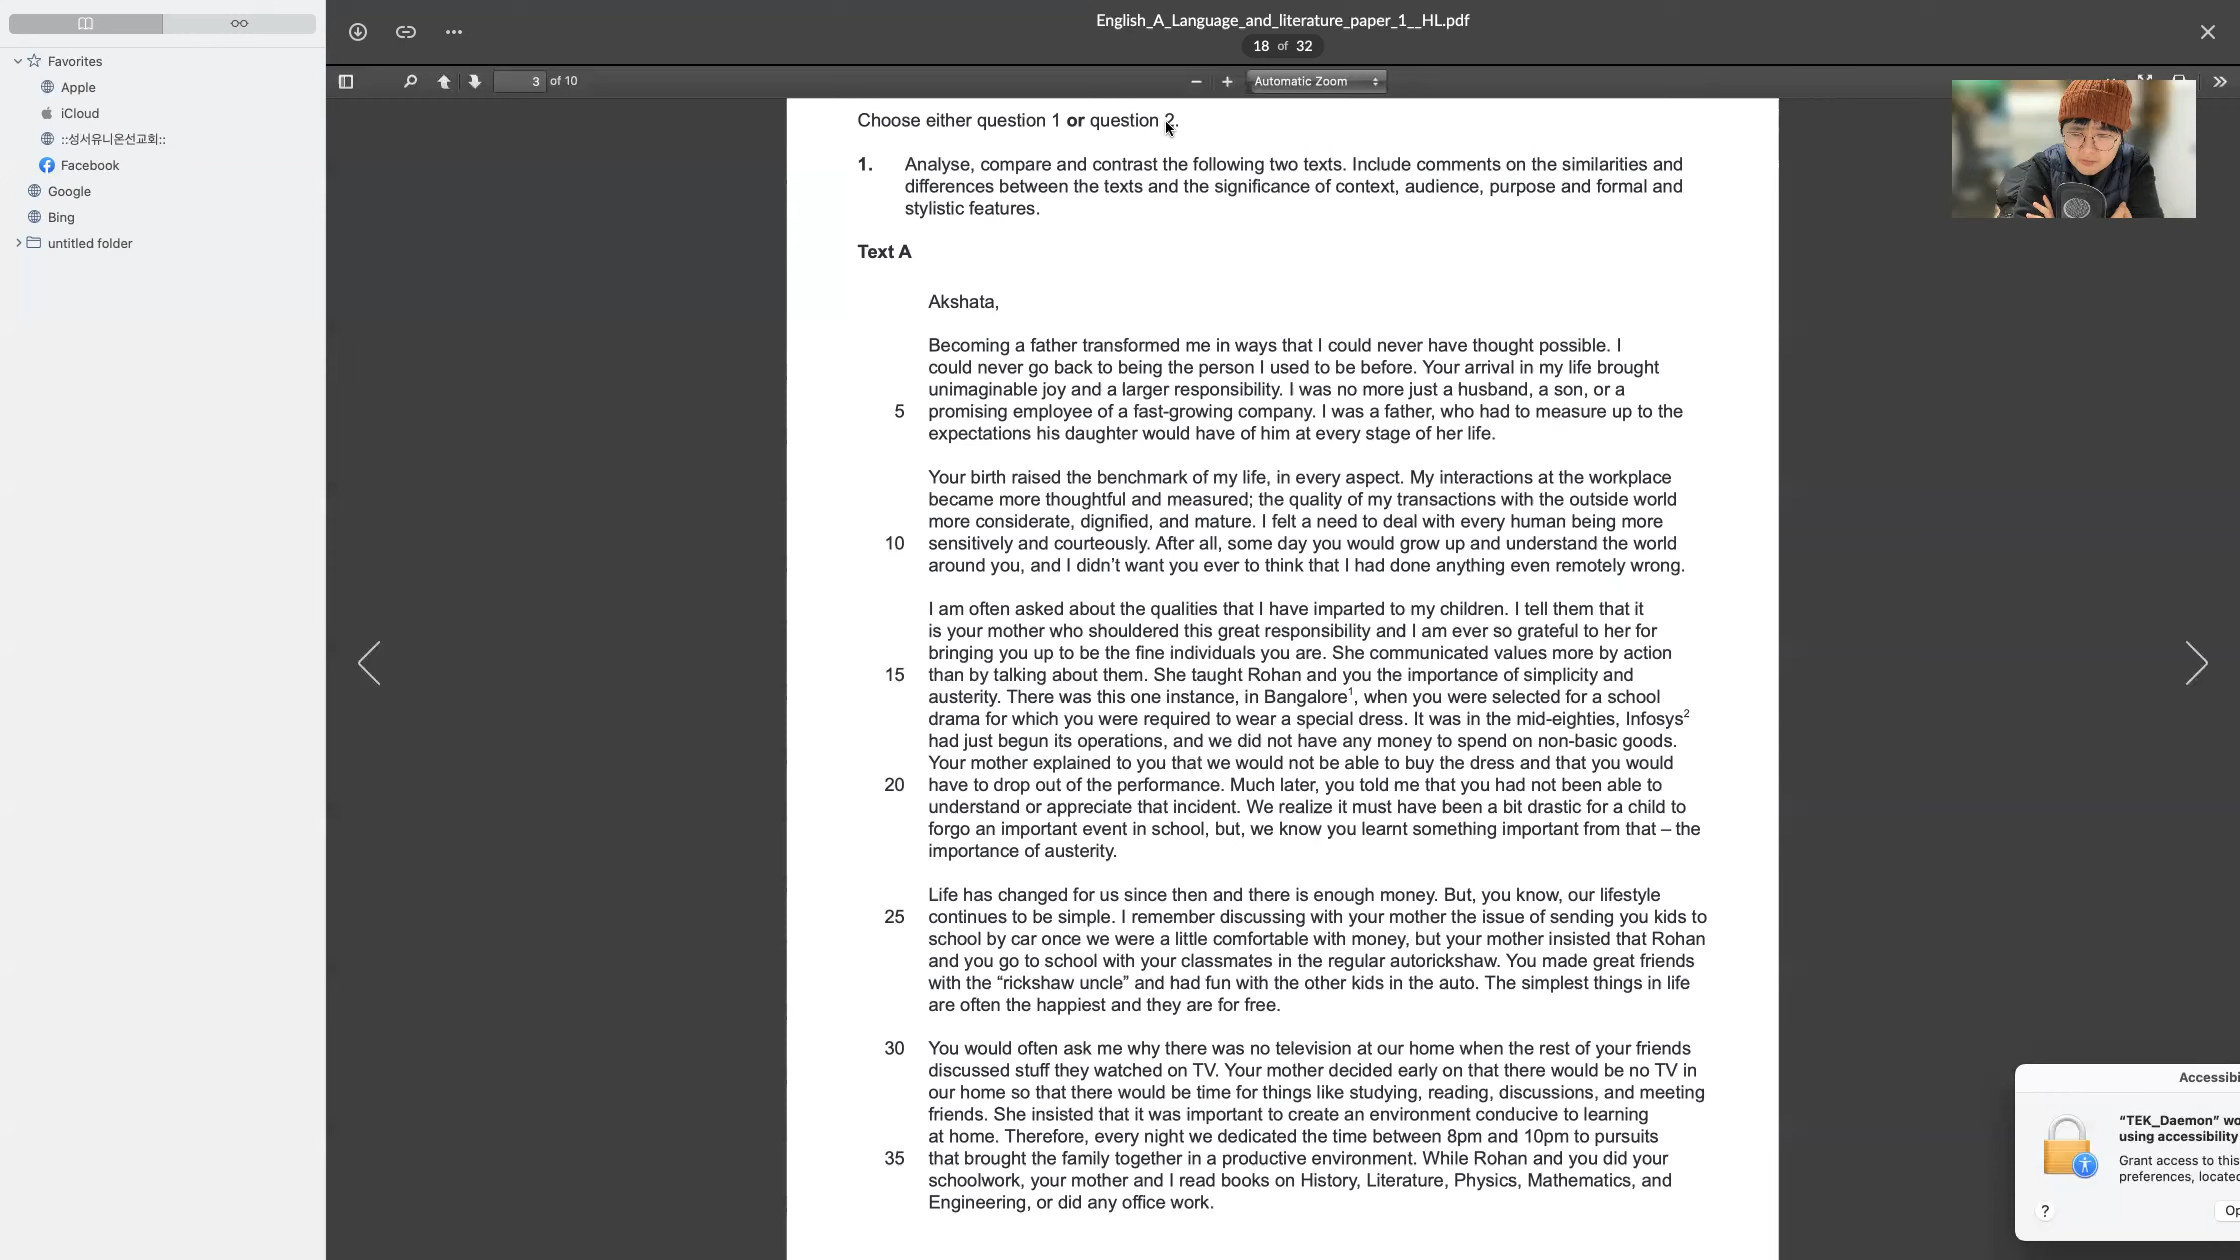 English_A_Language_and_literature_paper_1__HL.pdf
18 of 32
Favorites
Apple
iCloud
::성서유니온선교회::
Facebook
Google
Bing
untitled folder
3 of 10
Automatic Zoom
Choose either question 1 or question 2.
1. Analyse, compare and contrast the following two texts. Include comments on the similarities and
differences between the texts and the significance of context, audience, purpose and formal and
stylistic features.
Text A
Akshata,
Becoming a father transformed me in ways that I could never have thought possible. I
could never go back to being the person I used to be before. Your arrival in my life brought
unimaginable joy and a larger responsibility. I was no more just a husband, a son, or a
5 promising employee of a fast-growing company. I was a father, who had to measure up to the
expectations his daughter would have of him at every stage of her life.
Your birth raised the benchmark of my life, in every aspect. My interactions at the workplace
became more thoughtful and measured; the quality of my transactions with the outside world
more considerate, dignified, and mature. I felt a need to deal with every human being more
10 sensitively and courteously. After all, some day you would grow up and understand the world
around you, and I didn't want you ever to think that I had done anything even remotely wrong.
I am often asked about the qualities that I have imparted to my children. I tell them that it
is your mother who shouldered this great responsibility and I am ever so grateful to her for
bringing you up to be the fine individuals you are. She communicated values more by action
15 than by talking about them. She taught Rohan and you the importance of simplicity and
austerity. There was this one instance, in Bangalore1, when you were selected for a school
drama for which you were required to wear a special dress. It was in the mid-eighties, Infosys2
had just begun its operations, and we did not have any money to spend on non-basic goods.
Your mother explained to you that we would not be able to buy the dress and that you would
20 have to drop out of the performance. Much later, you told me that you had not been able to
understand or appreciate that incident. We realize it must have been a bit drastic for a child to
forgo an important event in school, but, we know you learnt something important from that – the
importance of austerity.
Life has changed for us since then and there is enough money. But, you know, our lifestyle
25 continues to be simple. I remember discussing with your mother the issue of sending you kids to
school by car once we were a little comfortable with money, but your mother insisted that Rohan
and you go to school with your classmates in the regular autorickshaw. You made great friends
with the “rickshaw uncle” and had fun with the other kids in the auto. The simplest things in life
are often the happiest and they are for free.
30 You would often ask me why there was no television at our home when the rest of your friends
discussed stuff they watched on TV. Your mother decided early on that there would be no TV in
our home so that there would be time for things like studying, reading, discussions, and meeting
friends. She insisted that it was important to create an environment conducive to learning
at home. Therefore, every night we dedicated the time between 8pm and 10pm to pursuits
35 that brought the family together in a productive environment. While Rohan and you did your
schoolwork, your mother and I read books on History, Literature, Physics, Mathematics, and
Engineering, or did any office work.
Accessibi
“TEK_Daemon” wo
using accessibility
Grant access to this
preferences, located
?
Op